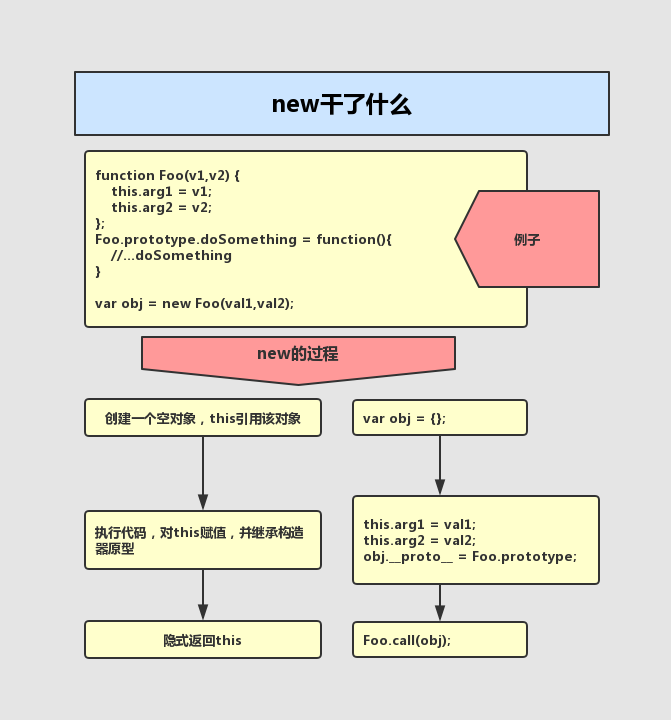 new干了什么
function Foo(v1,v2) {
    this.arg1 = v1;
    this.arg2 = v2;
};
Foo.prototype.doSomething = function(){
    //...doSomething
}
var obj = new Foo(val1,val2);
例子
new的过程
创建一个空对象，this引用该对象
var obj = {};
执行代码，对this赋值，并继承构造
器原型
this.arg1 = val1;
this.arg2 = val2;
obj.__proto__ = Foo.prototype;
隐式返回this
Foo.call(obj);